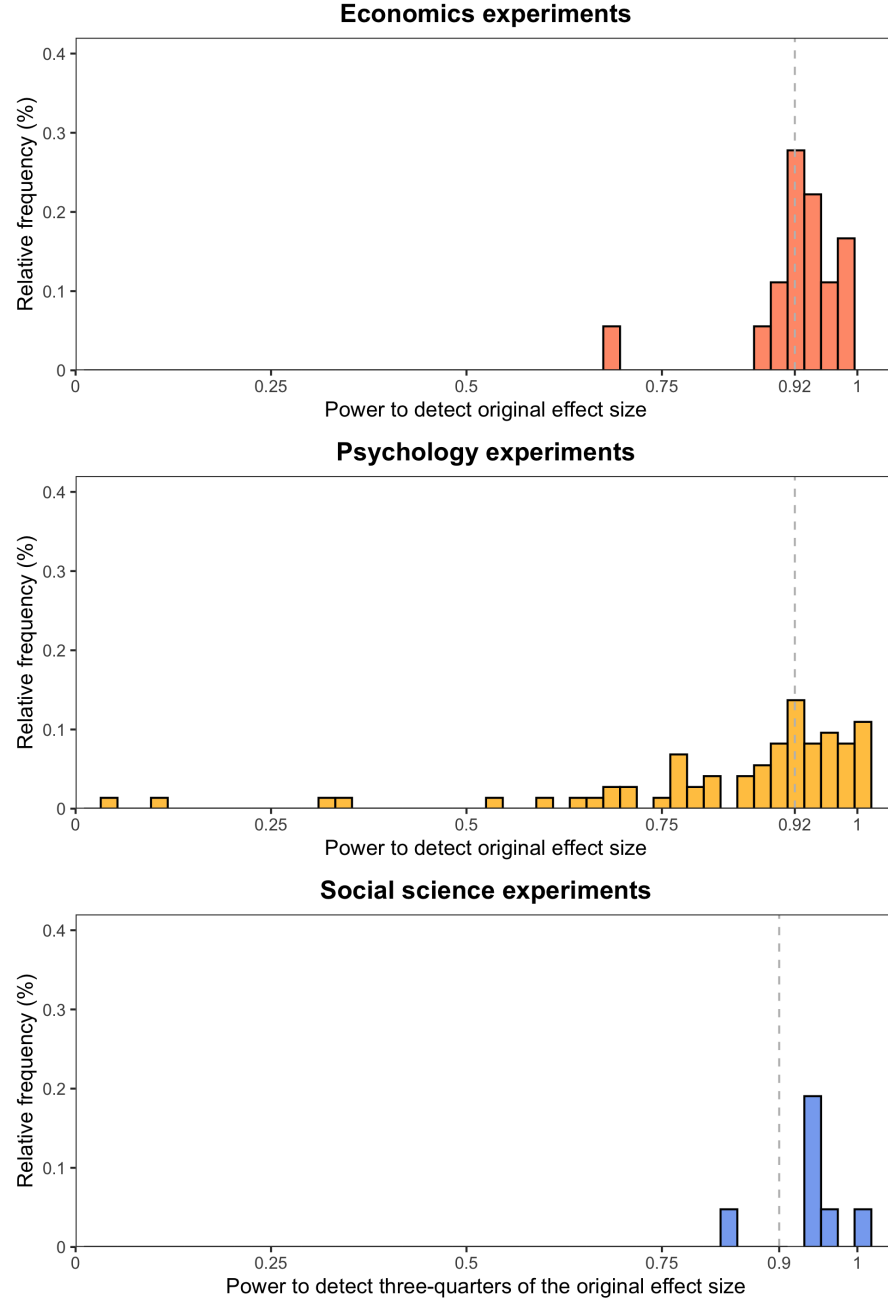 Economics experiments
Relative frequency (%)
0.4
0.3
0.2
0.1
0
0 0.25 0.5 0.75 0.92 1
Power to detect original effect size
Psychology experiments
Relative frequency (%)
0.4
0.3
0.2
0.1
0
0 0.25 0.5 0.75 0.92 1
Power to detect original effect size
Social science experiments
Relative frequency (%)
0.4
0.3
0.2
0.1
0
0 0.25 0.5 0.75 0.9 1
Power to detect three-quarters of the original effect size